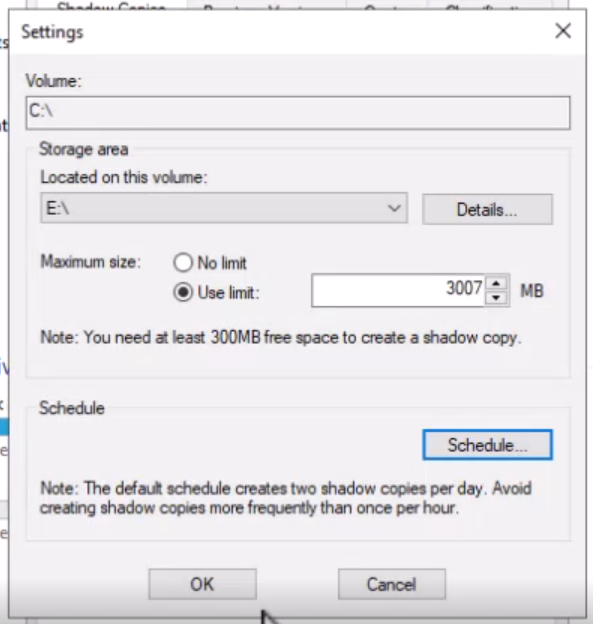 Settings
Volume:
C:\
Storage area
Located on this volume:
E:\
Details...
Maximum size:
No limit
Use limit:
3007
MB
Note: You need at least 300MB free space to create a shadow copy.
Schedule
Schedule...
Note: The default schedule creates two shadow copies per day. Avoid
creating shadow copies more frequently than once per hour.
OK
Cancel